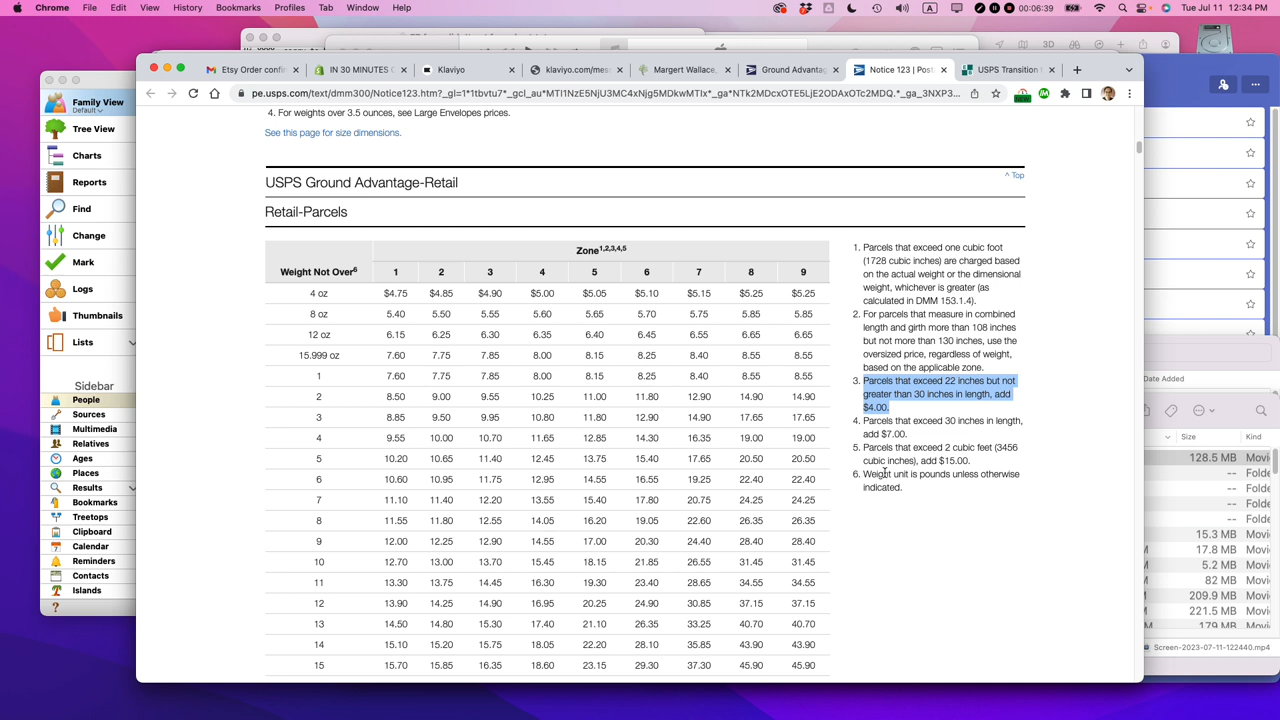 Chrome File Edit View History Bookmarks Profiles Tab Window Help 00:06:39 A Tue Jul 11 12:34 PM
Etsy Order confir
IN 30 MINUTES
Klaviyo
klaviyo.com/mes
Margert Wallace,
Ground Advantag
Notice 123 | Pos
USPS Transition
pe.usps.com/text/dmm300/Notice123.htm?_gl=1*1tbvtu7*_gcl_au*
NEW
Family View
Default
Tree View
Charts
Reports
Find
Change
Mark
Logs
Thumbnails
Lists
Sidebar
People
Sources
Multimedia
Relatives
Ages
Places
Results
Bookmarks
Treetops
Clipboard
Calendar
Reminders
Contacts
Islands
?
4. For weights over 3.5 ounces, see Large Envelopes prices.
See this page for size dimensions.
^ Top
USPS Ground Advantage-Retail
Retail-Parcels
Zone1,2,3,4,5
Weight Not Over6 1 2 3 4 5 6 7 8 9
4 oz $4.75 $4.85 $4.90 $5.00 $5.05 $5.10 $5.15 $5.25 $5.25
8 oz 5.40 5.50 5.55 5.60 5.65 5.70 5.75 5.85 5.85
12 oz 6.15 6.25 6.30 6.35 6.40 6.45 6.55 6.65 6.65
15.999 oz 7.60 7.75 7.85 8.00 8.15 8.25 8.40 8.55 8.55
1 7.60 7.75 7.85 8.00 8.15 8.25 8.40 8.55 8.55
2 8.50 9.00 9.55 10.25 11.00 11.80 12.90 14.90 14.90
3 8.85 9.50 9.95 10.80 11.80 12.90 14.90 17.65 17.65
4 9.55 10.00 10.70 11.65 12.85 14.30 16.35 19.00 19.00
5 10.20 10.65 11.40 12.45 13.75 15.40 17.80 20.50 20.50
6 10.60 10.95 11.75 12.95 14.55 16.55 19.25 22.40 22.40
7 11.10 11.40 12.20 13.55 15.40 17.80 20.75 24.25 24.25
8 11.55 11.80 12.55 14.05 16.20 19.05 22.60 26.35 26.35
9 12.00 12.25 12.90 14.55 17.00 20.30 24.40 28.40 28.40
10 12.70 13.00 13.70 15.45 18.15 21.85 26.55 31.45 31.45
11 13.30 13.75 14.45 16.30 19.30 23.40 28.65 34.55 34.55
12 13.90 14.25 14.90 16.95 20.25 24.90 30.85 37.15 37.15
13 14.50 14.80 15.30 17.40 21.10 26.35 33.25 40.70 40.70
14 15.10 15.20 15.75 18.05 22.20 28.10 35.85 43.90 43.90
15 15.70 15.85 16.35 18.60 23.15 29.30 37.30 45.90 45.90
1. Parcels that exceed one cubic foot
(1728 cubic inches) are charged based
on the actual weight or the dimensional
weight, whichever is greater (as
calculated in DMM 153.1.4).
2. For parcels that measure in combined
length and girth more than 108 inches
but not more than 130 inches, use the
oversized price, regardless of weight,
based on the applicable zone.
3. Parcels that exceed 22 inches but not
greater than 30 inches in length, add
$4.00.
4. Parcels that exceed 30 inches in length,
add $7.00.
5. Parcels that exceed 2 cubic feet (3456
cubic inches), add $15.00.
6. Weight unit is pounds unless otherwise
indicated.
3D
Date Added
Size Kind
128.5 MB Movi
-- Folde
-- Folde
-- Folde
-- Folde
15.3 MB Movi
17.8 MB Movi
5.2 MB Movi
82 MB Movi
209.9 MB Movi
221.5 MB Movi
179 MB Movi
Screen-2023-07-11-122440.mp4